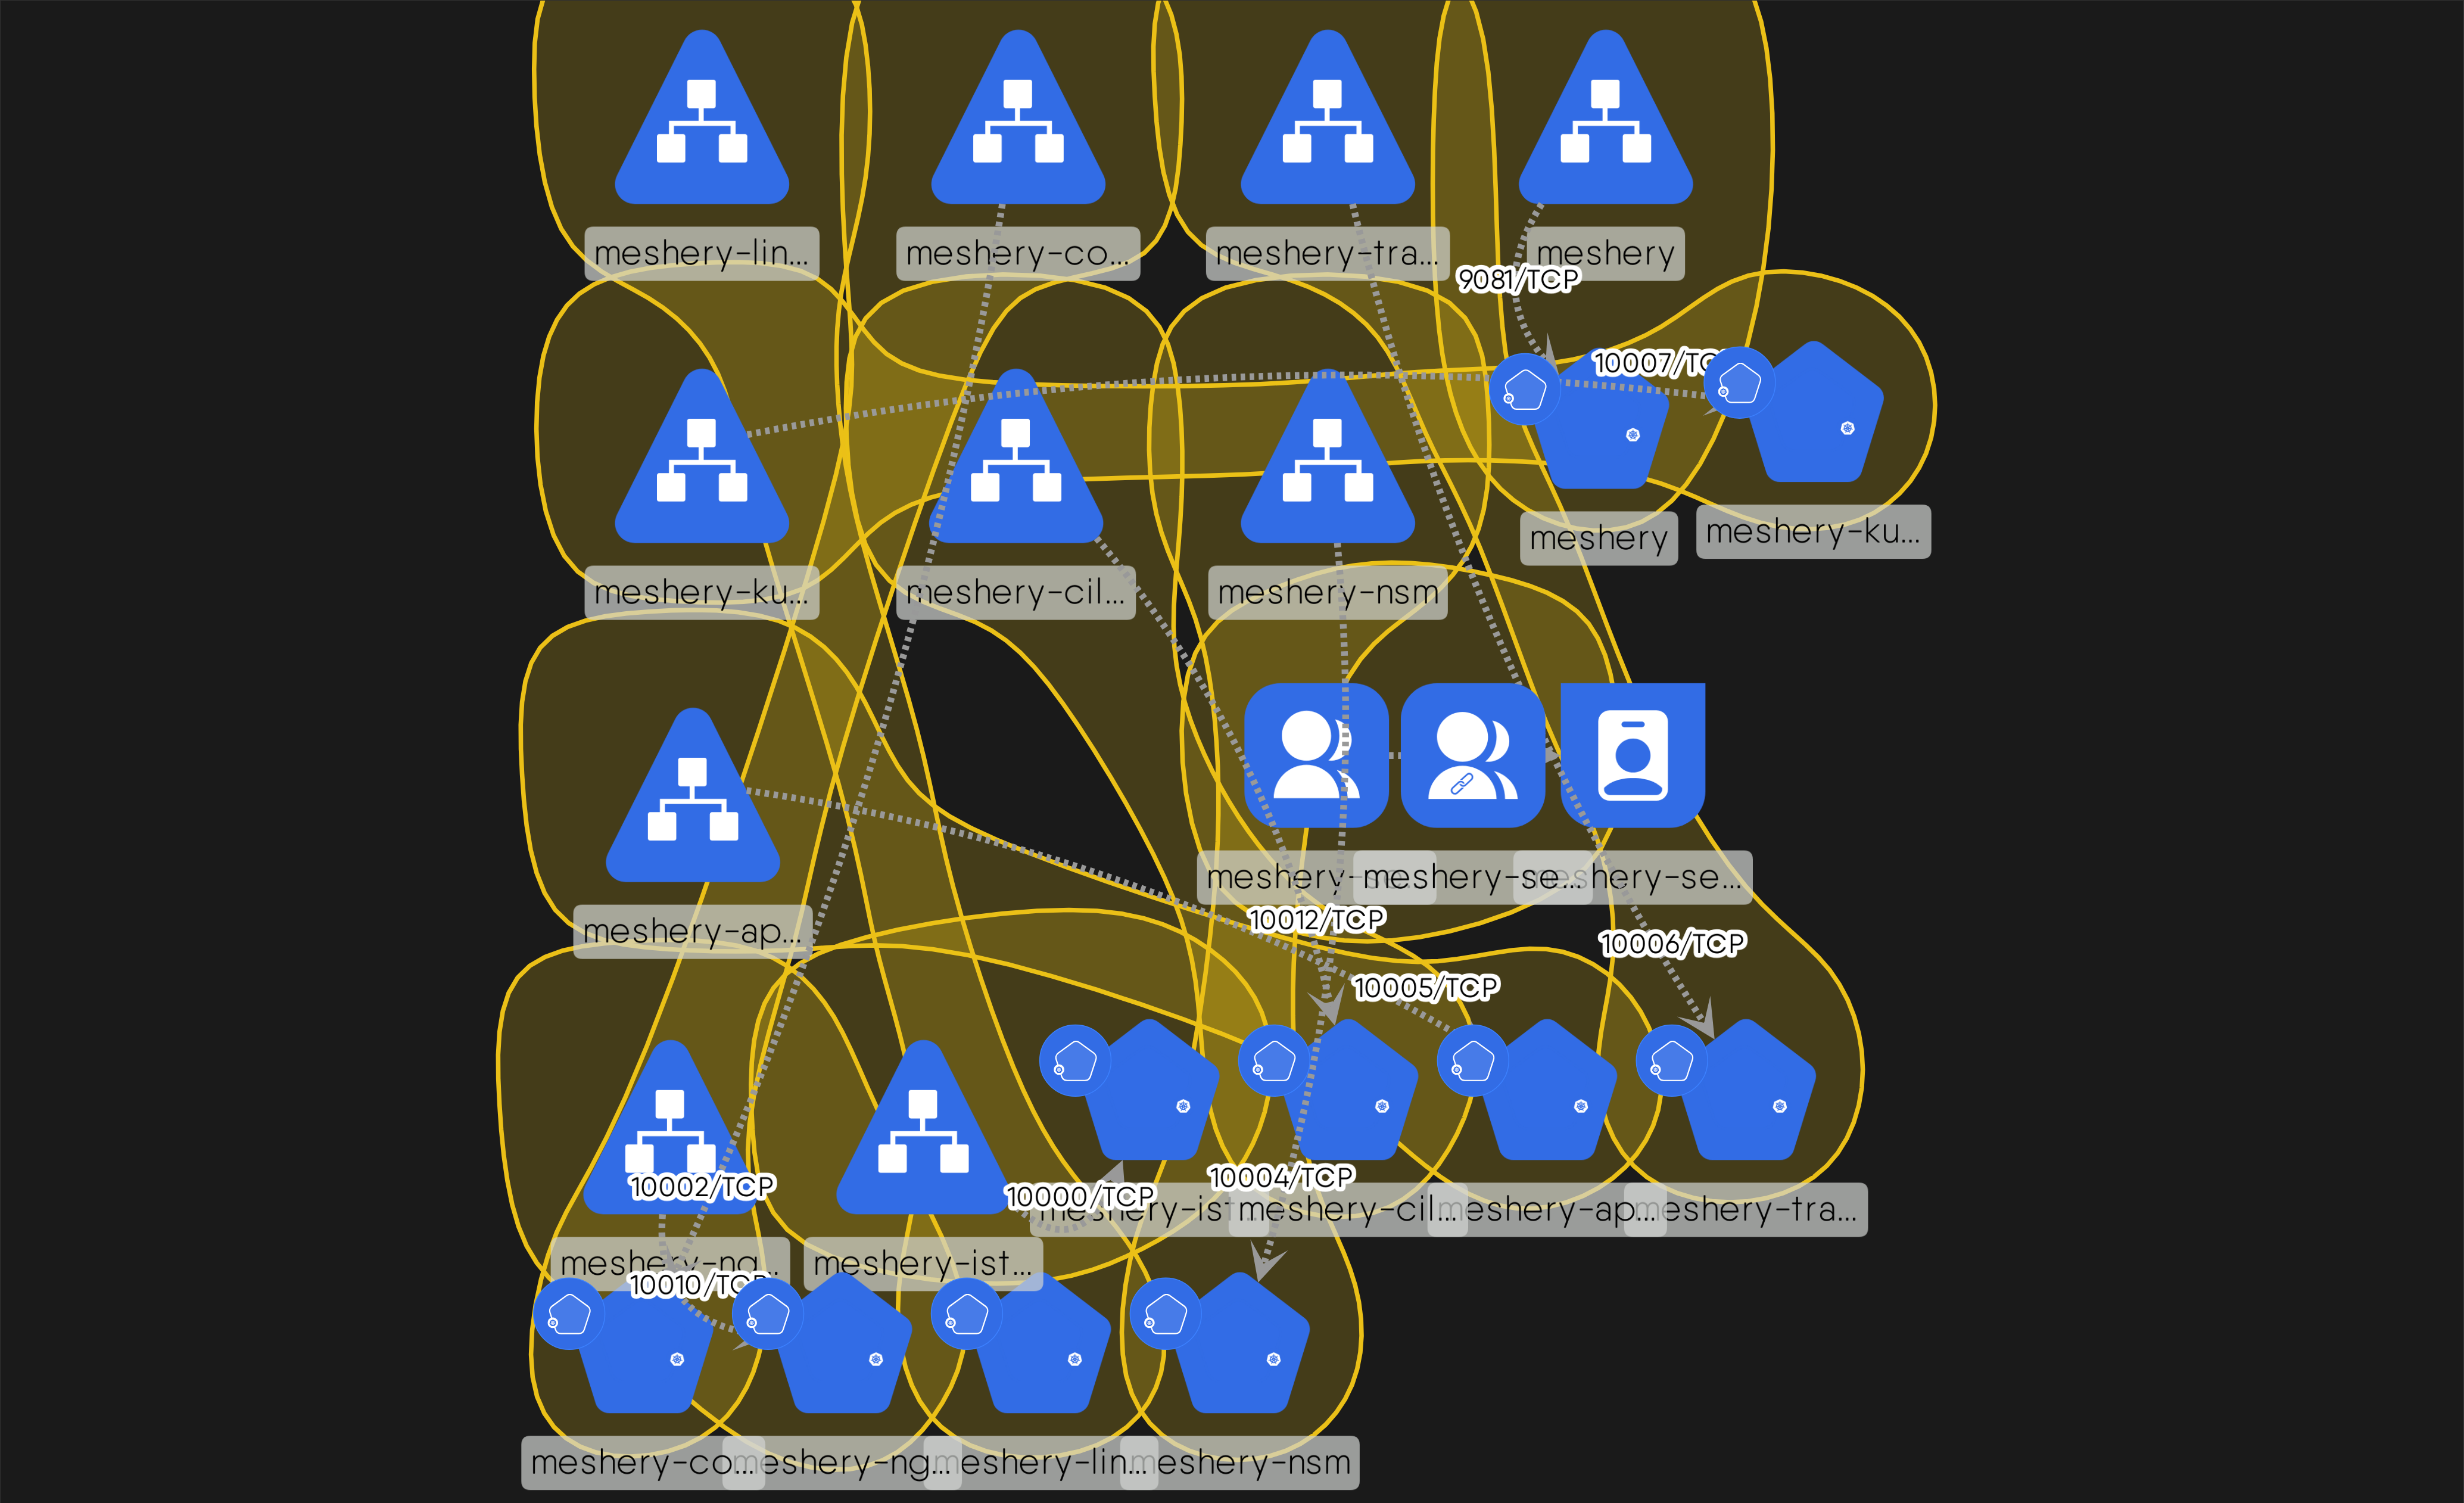 meshery-lin...
meshery-co...
meshery-tra...
meshery
9081/TCP
10007/TC
meshery
meshery-ku...
meshery-ku...
meshery-cil...
meshery-nsm
meshery-se...
meshery-ap...
10012/TCP
10006/TCP
10005/TCP
10002/TCP
10000/TCP
10004/TCP
meshery-cil...
meshery-ap...
meshery-tra...
meshery-ist...
10010/TCP
meshery-co...
meshery-ng...
meshery-lin...
meshery-nsm